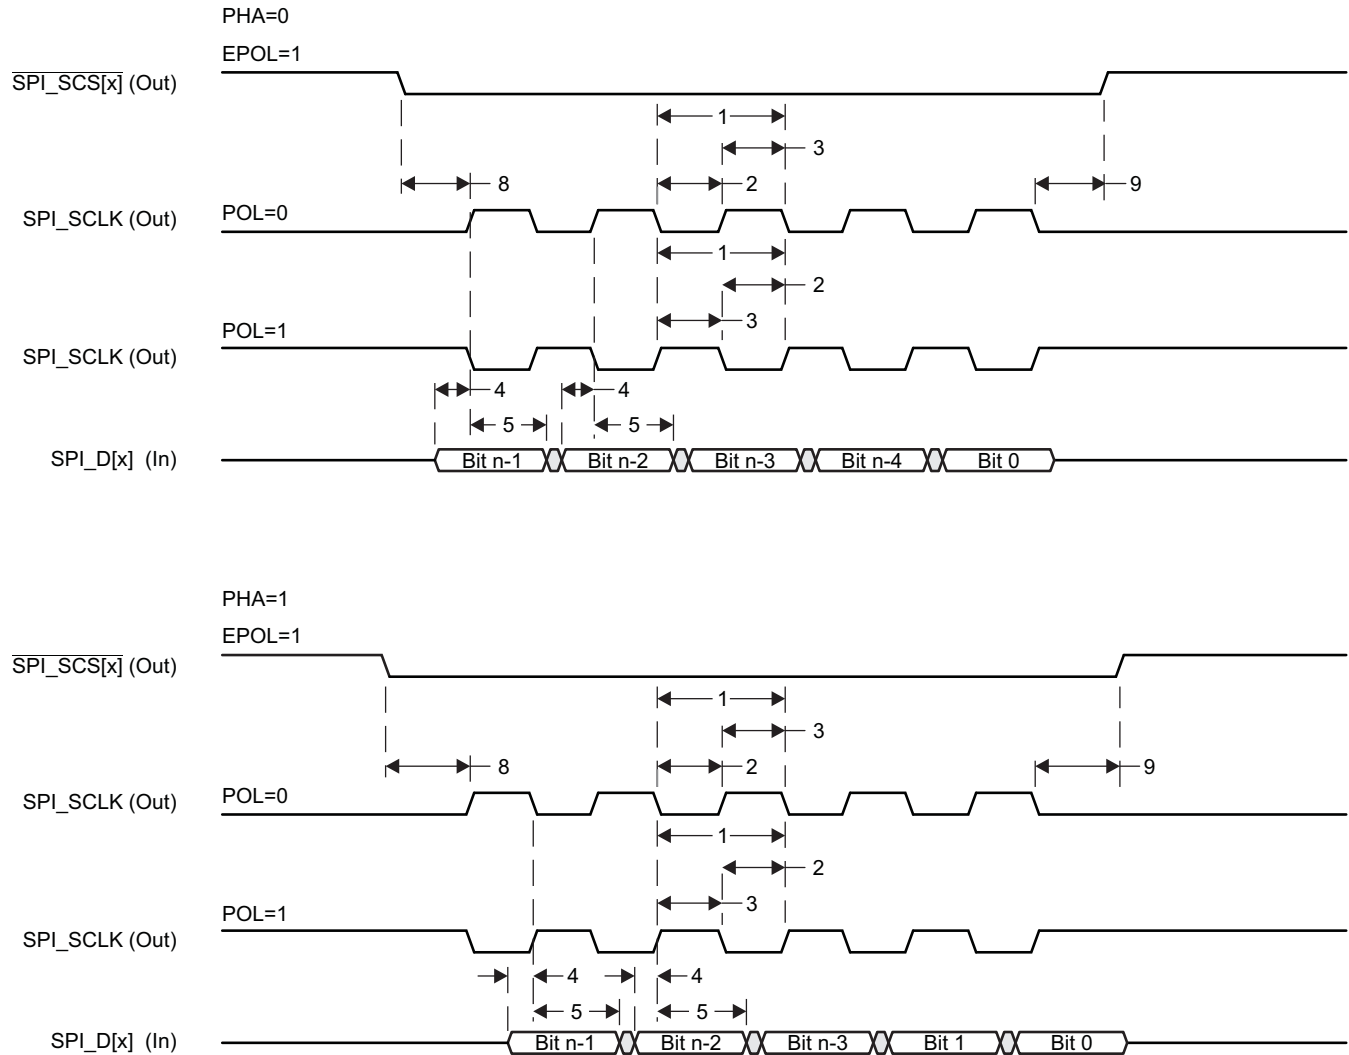 PHA=0
EPOL=1
SPI_SCS[x] (Out)
1
3
8
2
9
SPI_SCLK (Out)
POL=0
1
2
3
POL=1
SPI_SCLK (Out)
4
4
5
5
SPI_D[x] (In)
Bit n-1
Bit n-2
Bit n-3
Bit n-4
Bit 0
PHA=1
EPOL=1
SPI_SCS[x] (Out)
1
3
8
2
9
SPI_SCLK (Out)
POL=0
1
2
3
POL=1
SPI_SCLK (Out)
4
4
5
5
SPI_D[x] (In)
Bit n-1
Bit n-2
Bit n-3
Bit 1
Bit 0